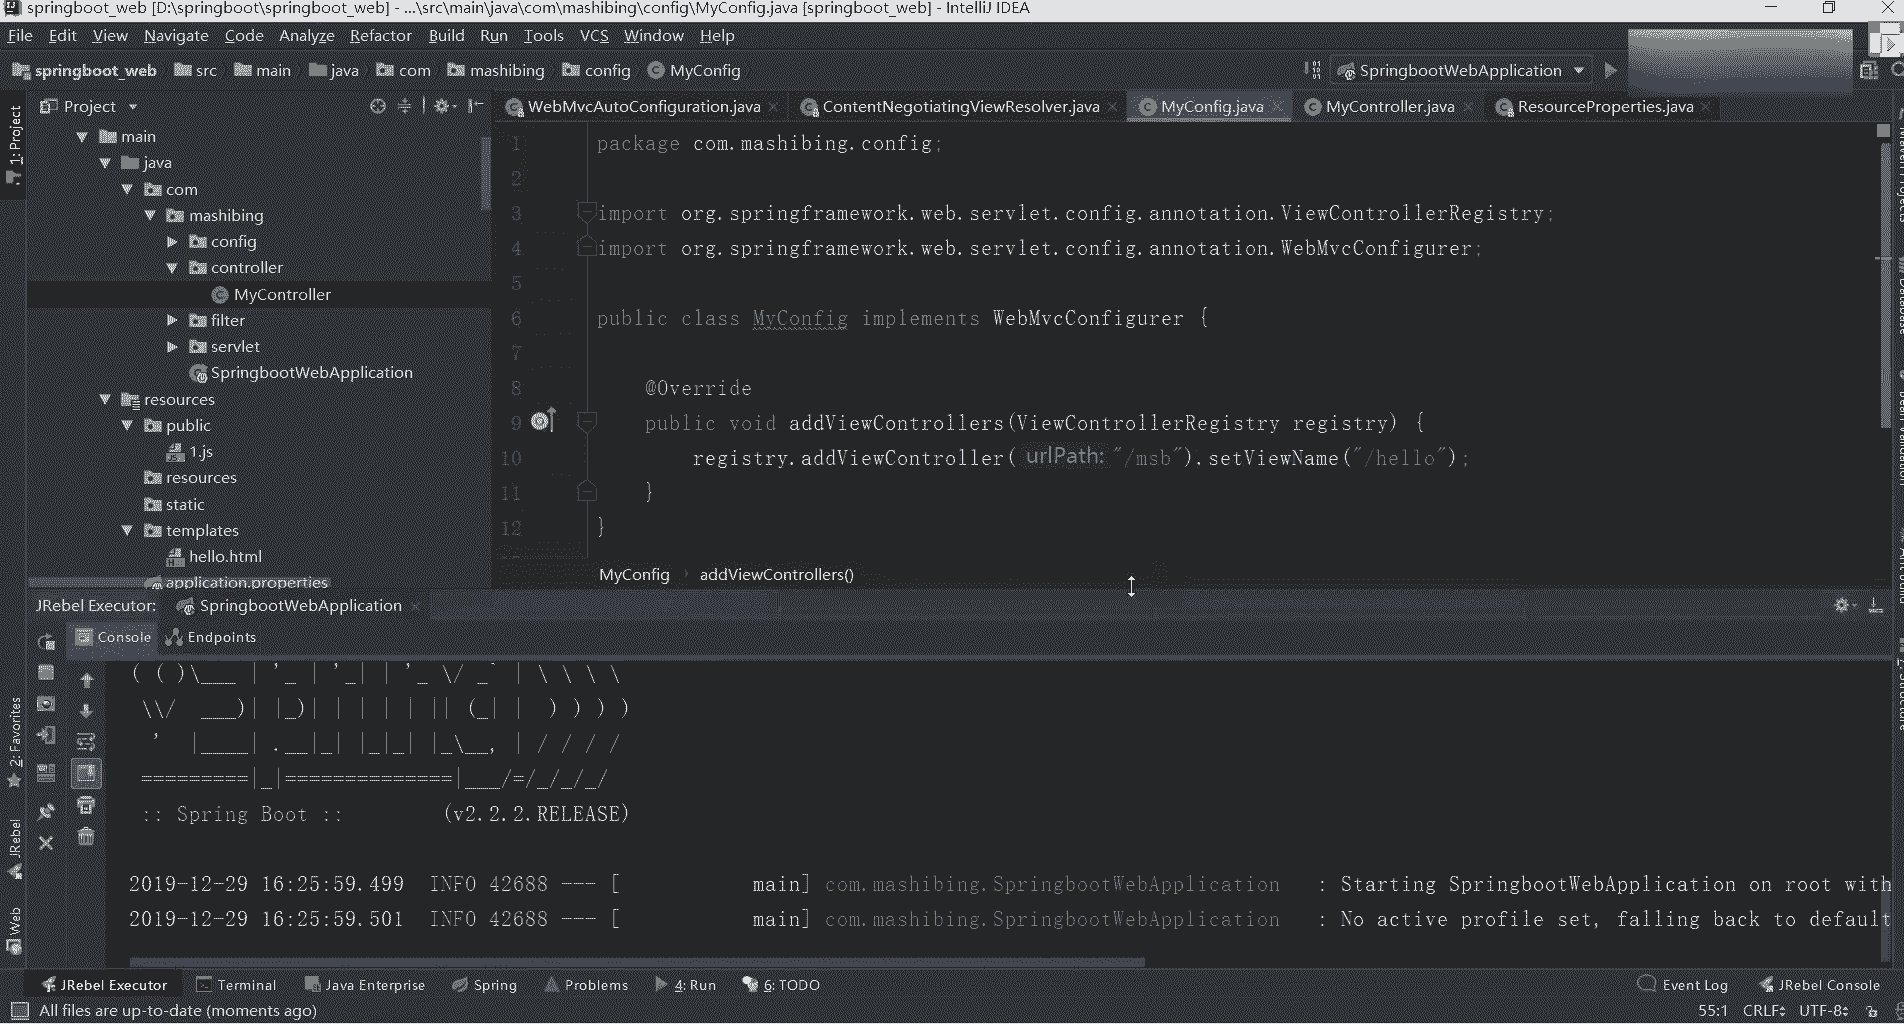 springboot_web [D:\springboot\springboot_web] - ...\src\main\java\com\mashibing\config\MyConfig.java [springboot_web] - IntelliJ IDEA
File Edit View Navigate Code Analyze Refactor Build Run Tools VCS Window Help
springboot_web src main java com mashibing config MyConfig SpringbootWebApplication
Project WebMvcAutoConfiguration.java ContentNegotiatingViewResolver.java MyConfig.java MyController.java ResourceProperties.java
1: Project
main
java
com
mashibing
config
controller
MyController
filter
servlet
SpringbootWebApplication
resources
public
1.js
resources
static
templates
hello.html
application.properties
1 package com.mashibing.config;
2
3 import org.springframework.web.servlet.config.annotation.ViewControllerRegistry;
4 import org.springframework.web.servlet.config.annotation.WebMvcConfigurer;
5
6 public class MyConfig implements WebMvcConfigurer {
7
8 @Override
9 public void addViewControllers(ViewControllerRegistry registry) {
10 registry.addViewController( urlPath: "/msb").setViewName("/hello");
11 }
12 }
MyConfig addViewControllers()
JRebel Executor: SpringbootWebApplication
Console Endpoints
( ( )\___ | '_ | '_| | '_ \/ _` | \ \ \ \
\\/ ___)| |_)| | | | | || (_| | ) ) ) )
' |____| .__|_| |_|_| |_\__, | / / / /
=========|_|==============|___/=/_/_/_/
:: Spring Boot :: (v2.2.2.RELEASE)
2019-12-29 16:25:59.499 INFO 42688 --- [ main] com.mashibing.SpringbootWebApplication : Starting SpringbootWebApplication on root with
2019-12-29 16:25:59.501 INFO 42688 --- [ main] com.mashibing.SpringbootWebApplication : No active profile set, falling back to default
2: Favorites
JRebel
Web
JRebel Executor Terminal Java Enterprise Spring Problems 4: Run 6: TODO Event Log JRebel Console
All files are up-to-date (moments ago) 55:1 CRLF UTF-8